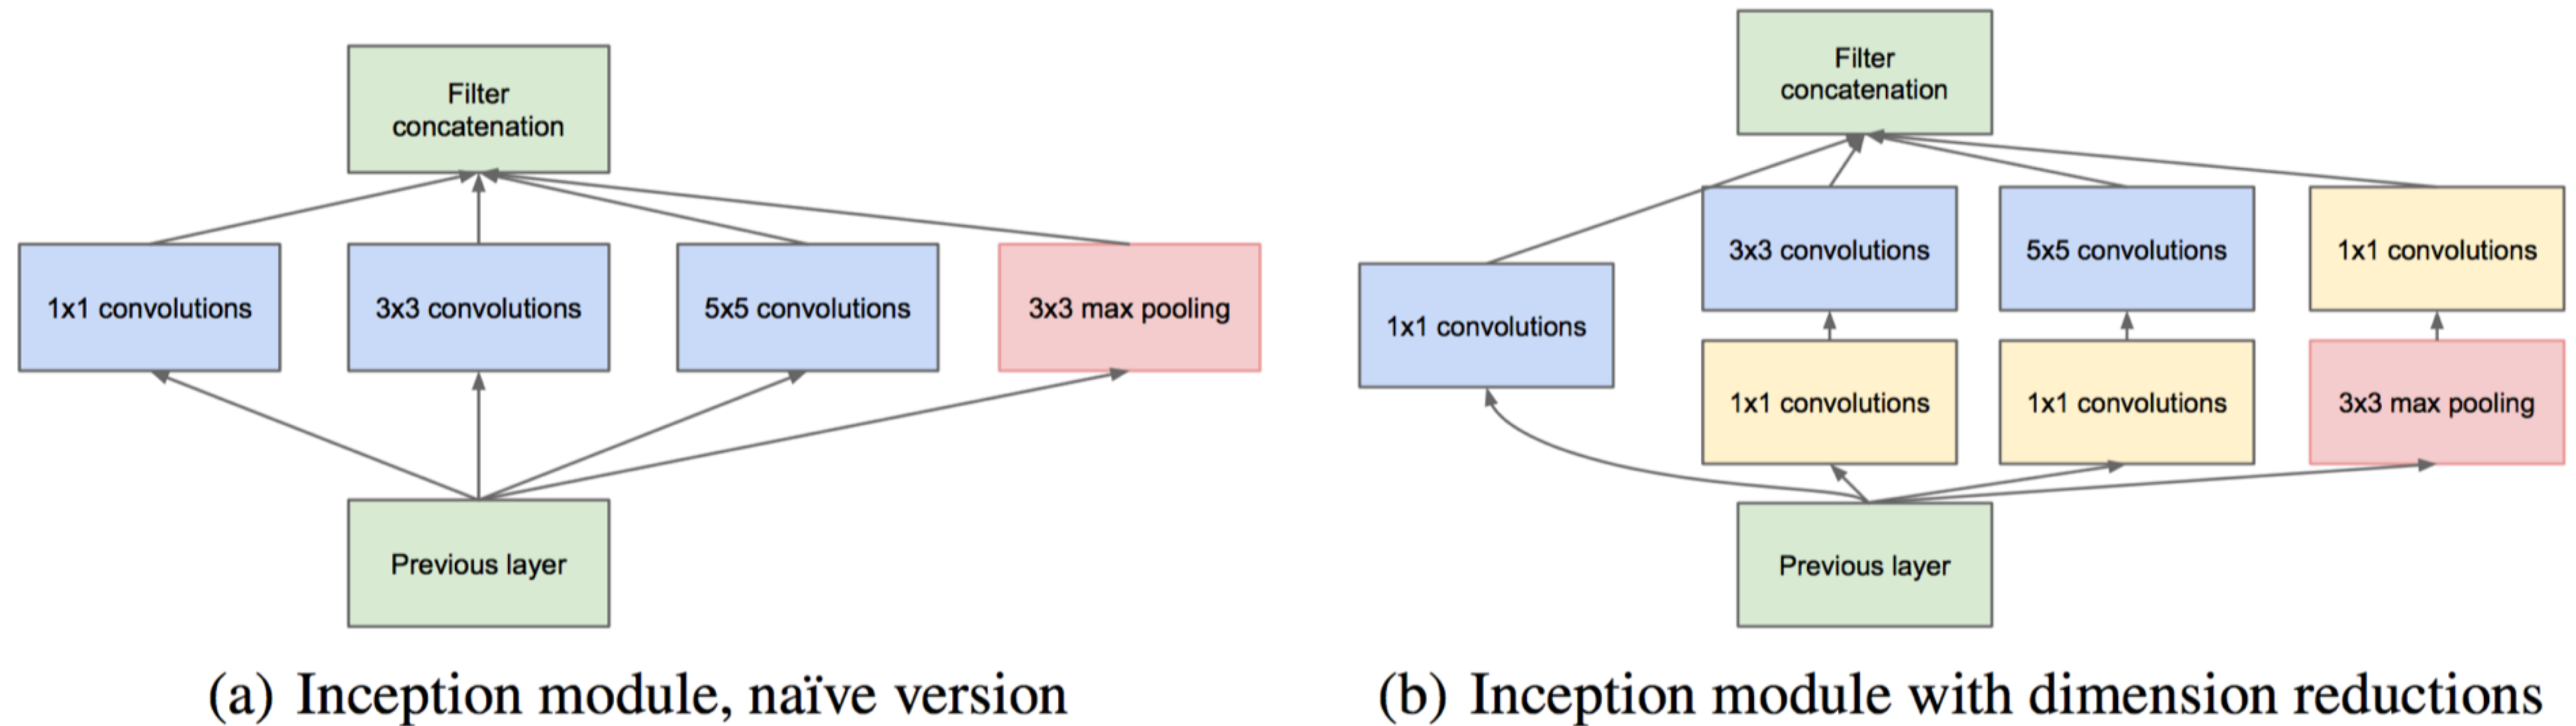 Filter
concatenation
1x1 convolutions
3x3 convolutions
5x5 convolutions
3x3 max pooling
Previous layer
(a) Inception module, naïve version
Filter
concatenation
3x3 convolutions
5x5 convolutions
1x1 convolutions
1x1 convolutions
1x1 convolutions
1x1 convolutions
3x3 max pooling
Previous layer
(b) Inception module with dimension reductions